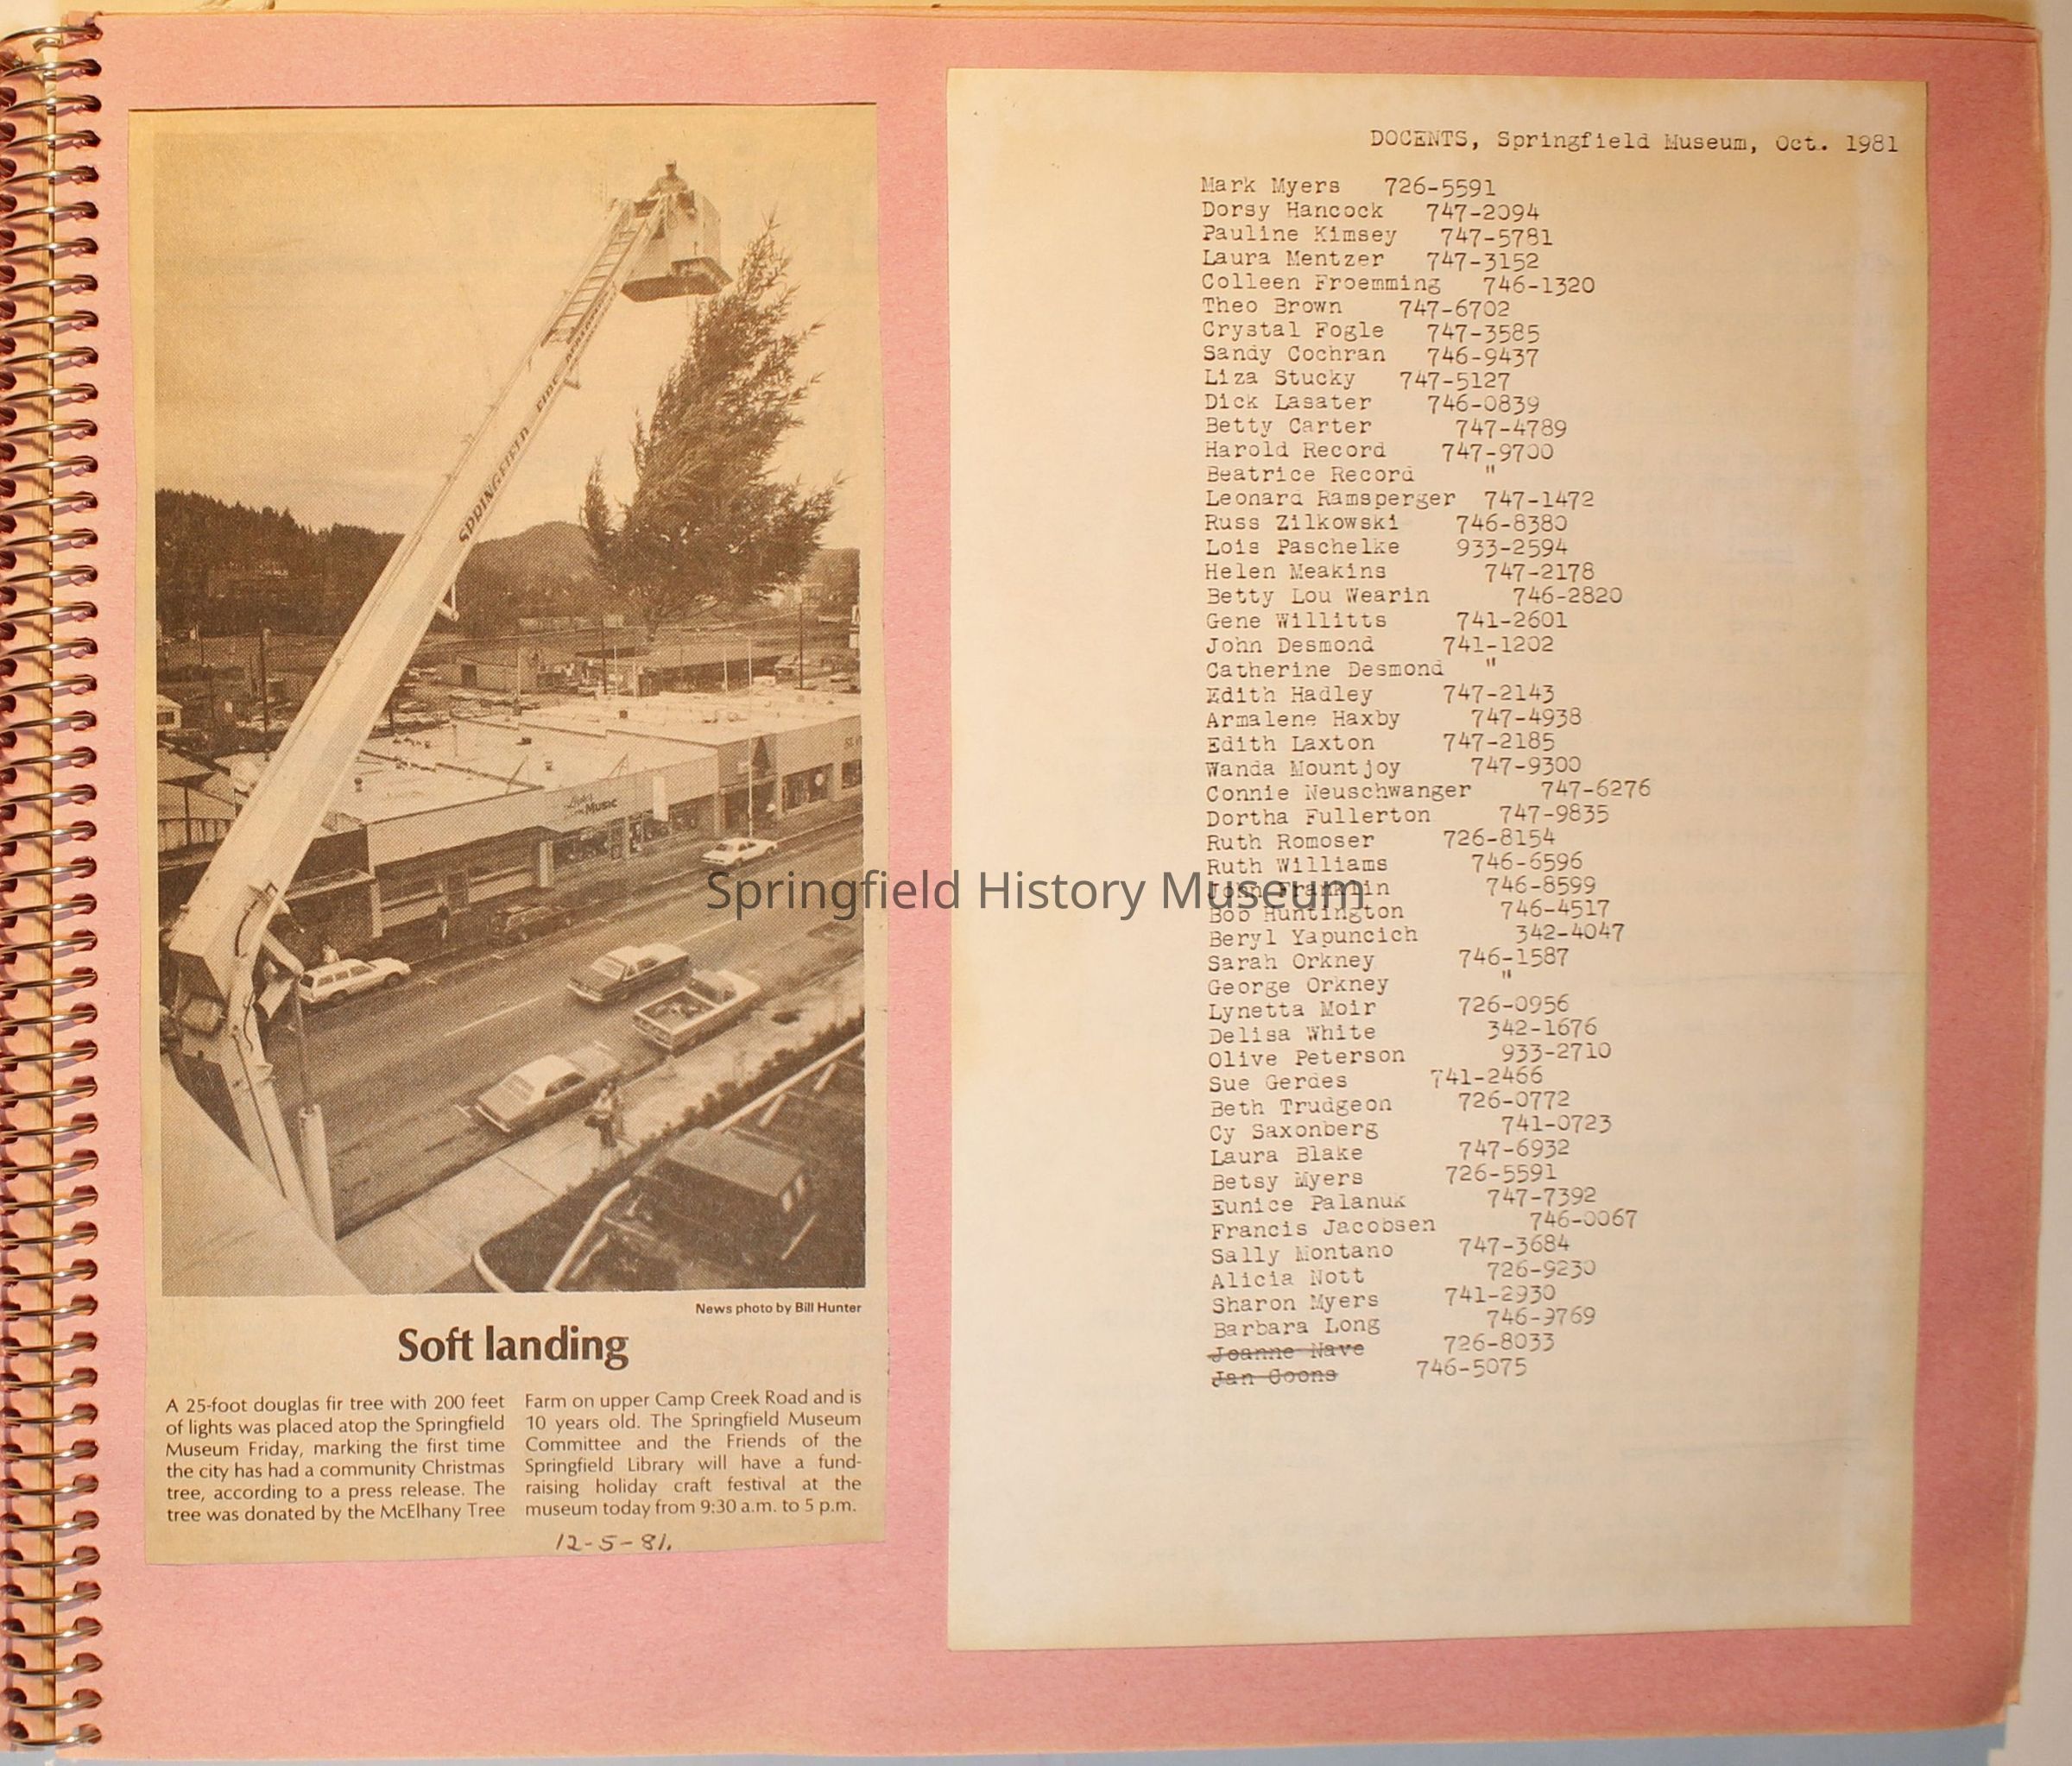 SPRINGFIELD FIRE
Music
News photo by Bill Hunter
Soft landing
A 25-foot douglas fir tree with 200 feet
of lights was placed atop the Springfield
Museum Friday, marking the first time
the city has had a community Christmas
tree, according to a press release. The
tree was donated by the McElhany Tree
Farm on upper Camp Creek Road and is
10 years old. The Springfield Museum
Committee and the Friends of the
Springfield Library will have a fund-
raising holiday craft festival at the
museum today from 9:30 a.m. to 5 p.m.
12-5-81.
DOCENTS, Springfield Museum, Oct. 1981
Mark Myers 726-5591
Dorsy Hancock 747-2094
Pauline Kimsey 747-5781
Laura Mentzer 747-3152
Colleen Froemming 746-1320
Theo Brown 747-6702
Crystal Fogle 747-3585
Sandy Cochran 746-9437
Liza Stucky 747-5127
Dick Lasater 746-0839
Betty Carter 747-4789
Harold Record 747-9700
Beatrice Record "
Leonard Ramsperger 747-1472
Russ Zilkowski 746-8380
Lois Paschelke 933-2594
Helen Meakins 747-2178
Betty Lou Wearin 746-2820
Gene Willitts 741-2601
John Desmond 741-1202
Catherine Desmond "
Edith Hadley 747-2143
Armalene Haxby 747-4938
Edith Laxton 747-2185
Wanda Mountjoy 747-9300
Connie Neuschwanger 747-6276
Dortha Fullerton 747-9835
Ruth Romoser 726-8154
Ruth Williams 746-6596
John Franklin 746-8599
Bob Huntington 746-4517
Beryl Yapuncich 342-4047
Sarah Orkney 746-1587
George Orkney "
Lynetta Moir 726-0956
Delisa White 342-1676
Olive Peterson 933-2710
Sue Gerdes 741-2466
Beth Trudgeon 726-0772
Cy Saxonberg 741-0723
Laura Blake 747-6932
Betsy Myers 726-5591
Eunice Palanuk 747-7392
Francis Jacobsen 746-0067
Sally Montano 747-3684
Alicia Nott 726-9230
Sharon Myers 741-2930
Barbara Long 746-9769
Joanne Nave 726-8033
Jan Coons 746-5075
Springfield History Museum